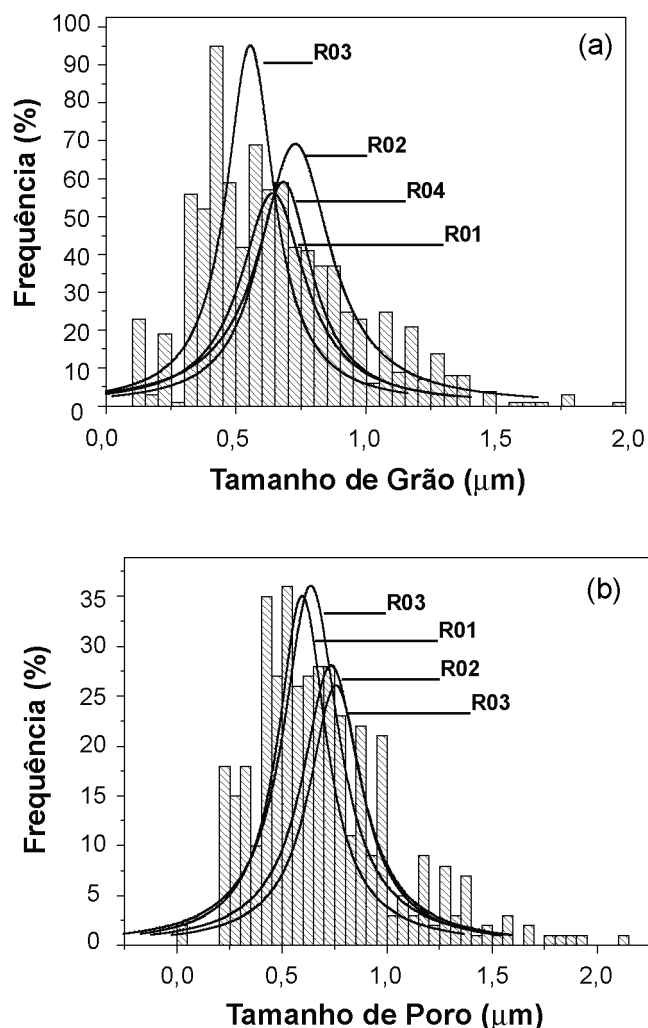 (a)
100
90
80
70
60
50
40
30
20
10
0
Frequência (%)
R03
R02
R04
R01
0,0 0,5 1,0 1,5 2,0
Tamanho de Grão (μm)
(b)
35
30
25
20
15
10
5
0
Frequência (%)
R03
R01
R02
R03
0,0 0,5 1,0 1,5 2,0
Tamanho de Poro (μm)